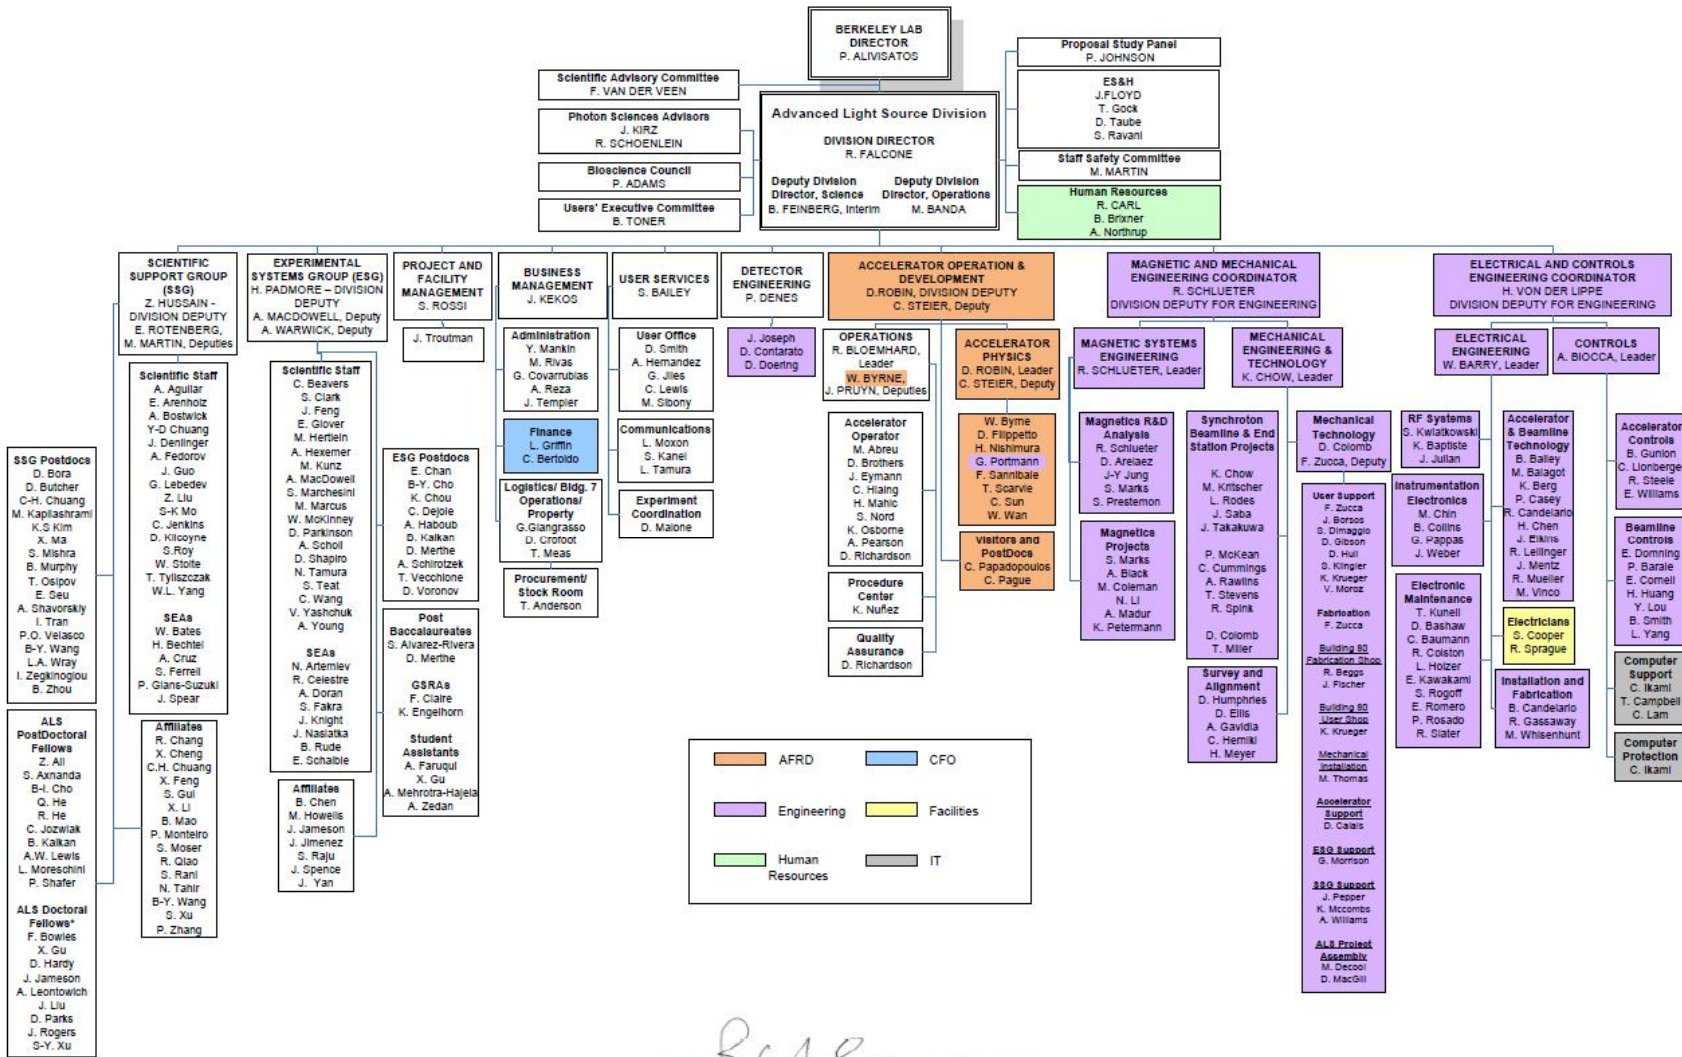 BERKELEY LAB
DIRECTOR
P. ALIVISATOS
Scientific Advisory Committee
F. VAN DER VEEN
Photon Sciences Advisors
J. KIRZ
R. SCHOENLEIN
Bioscience Council
P. ADAMS
Users' Executive Committee
B. TONER
Advanced Light Source Division
DIVISION DIRECTOR
R. FALCONE
Deputy Division
Director, Science
B. FEINBERG, Interim
Deputy Division
Director, Operations
M. BANDA
Proposal Study Panel
P. JOHNSON
ES&H
J.FLOYD
T. Gock
D. Taube
S. Ravani
Staff Safety Committee
M. MARTIN
Human Resources
R. CARL
B. Brixner
A. Northrup
SCIENTIFIC
SUPPORT GROUP
(SSG)
Z. HUSSAIN -
DIVISION DEPUTY
E. ROTENBERG,
M. MARTIN, Deputies
Scientific Staff
A. Aguilar
E. Arenholz
A. Bostwick
Y-D Chuang
J. Denlinger
A. Fedorov
J. Guo
G. Lebedev
Z. Liu
S-K Mo
C. Jenkins
D. Kilcoyne
S.Roy
W. Stolte
T. Tyliszczak
W.L. Yang
SEAs
W. Bates
H. Bechtel
A. Cruz
S. Ferrell
P. Glans-Suzuki
J. Spear
Affiliates
R. Chang
X. Cheng
C.H. Chuang
X. Feng
S. Gul
X. Li
B. Mao
P. Monteiro
S. Moser
R. Qiao
S. Rani
N. Tahir
B-Y. Wang
S. Xu
P. Zhang
SSG Postdocs
D. Bora
D. Butcher
C-H. Chuang
M. Kapilashrami
K.S Kim
X. Ma
S. Mishra
B. Murphy
T. Osipov
E. Seu
A. Shavorskiy
I. Tran
P.O. Velasco
B-Y. Wang
L.A. Wray
I. Zegkinoglou
B. Zhou
ALS
PostDoctoral
Fellows
Z. Ali
S. Axnanda
B-I. Cho
Q. He
R. He
C. Jozwiak
B. Kalkan
A.W. Lewis
L. Moreschini
P. Shafer
ALS Doctoral
Fellows*
F. Bowles
X. Gu
D. Hardy
J. Jameson
A. Leontowich
J. Liu
D. Parks
J. Rogers
S-Y. Xu
EXPERIMENTAL
SYSTEMS GROUP (ESG)
H. PADMORE – DIVISION
DEPUTY
A. MACDOWELL, Deputy
A. WARWICK, Deputy
Scientific Staff
C. Beavers
S. Clark
J. Feng
E. Glover
M. Hertlein
A. Hexemer
M. Kunz
A. MacDowell
S. Marchesini
M. Marcus
W. McKinney
D. Parkinson
A. Scholl
D. Shapiro
N. Tamura
S. Teat
C. Wang
V. Yashchuk
A. Young
SEAs
N. Artemiev
R. Celestre
A. Doran
S. Fakra
J. Knight
J. Nasiatka
B. Rude
E. Schaible
Affiliates
B. Chen
M. Howells
J. Jameson
J. Jimenez
S. Raju
J. Spence
J. Yan
ESG Postdocs
E. Chan
B-Y. Cho
K. Chou
C. Dejoie
A. Haboub
B. Kalkan
D. Merthe
A. Schirotzek
T. Vecchione
D. Voronov
Post
Baccalaureates
S. Alvarez-Rivera
D. Merthe
GSRAs
F. Claire
K. Engelhorn
Student
Assistants
A. Faruqui
X. Gu
A. Mehrotra-Hajela
A. Zedan
PROJECT AND
FACILITY
MANAGEMENT
S. ROSSI
J. Troutman
BUSINESS
MANAGEMENT
J. KEKOS
Administration
Y. Mankin
M. Rivas
G. Covarrubias
A. Reza
J. Templer
Finance
L. Griffin
C. Bertoldo
Logistics/ Bldg. 7
Operations/
Property
G.Giangrasso
D. Crofoot
T. Meas
Procurement/
Stock Room
T. Anderson
USER SERVICES
S. BAILEY
User Office
D. Smith
A. Hernandez
G. Jiles
C. Lewis
M. Sibony
Communications
L. Moxon
S. Kanel
L. Tamura
Experiment
Coordination
D. Malone
DETECTOR
ENGINEERING
P. DENES
J. Joseph
D. Contarato
D. Doering
ACCELERATOR OPERATION &
DEVELOPMENT
D.ROBIN, DIVISION DEPUTY
C. STEIER, Deputy
OPERATIONS
R. BLOEMHARD,
Leader
W. BYRNE,
J. PRUYN, Deputies
Accelerator
Operator
M. Abreu
D. Brothers
J. Eymann
C. Hlaing
H. Mahic
S. Nord
K. Osborne
A. Pearson
D. Richardson
Procedure
Center
K. Nuñez
Quality
Assurance
D. Richardson
ACCELERATOR
PHYSICS
D. ROBIN, Leader
C. STEIER, Deputy
W. Byrne
D. Filippetto
H. Nishimura
G. Portmann
F. Sannibale
T. Scarvie
C. Sun
W. Wan
Visitors and
PostDocs
C. Papadopoulos
C. Pague
MAGNETIC AND MECHANICAL
ENGINEERING COORDINATOR
R. SCHLUETER
DIVISION DEPUTY FOR ENGINEERING
MAGNETIC SYSTEMS
ENGINEERING
R. SCHLUETER, Leader
Magnetics R&D
Analysis
R. Schlueter
D. Arelaez
J-Y Jung
S. Marks
S. Prestemon
Magnetics
Projects
S. Marks
A. Black
M. Coleman
N. Li
A. Madur
K. Petermann
MECHANICAL
ENGINEERING &
TECHNOLOGY
K. CHOW, Leader
Synchroton
Beamline & End
Station Projects
K. Chow
M. Kritscher
L. Rodes
J. Saba
J. Takakuwa
P. McKean
C. Cummings
A. Rawlins
T. Stevens
R. Spink
D. Colomb
T. Miller
Survey and
Alignment
D. Humphries
D. Ellis
A. Gavidia
C. Hernikl
H. Meyer
Mechanical
Technology
D. Colomb
F. Zucca, Deputy
User Support
F. Zucca
J. Borsos
S. Dimaggio
D. Gibson
D. Hull
S. Klingler
K. Krueger
V. Moroz
Fabrication
F. Zucca
Building 80
Fabrication Shop
R. Beggs
J. Fischer
Building 80
User Shop
K. Krueger
Mechanical
Installation
M. Thomas
Accelerator
Support
D. Calais
ESG Support
G. Morrison
SSG Support
J. Pepper
K. Mccombs
A. Williams
ALS Project
Assembly
M. Decool
D. MacGill
ELECTRICAL AND CONTROLS
ENGINEERING COORDINATOR
H. VON DER LIPPE
DIVISION DEPUTY FOR ENGINEERING
ELECTRICAL
ENGINEERING
W. BARRY, Leader
RF Systems
S. Kwiatkowski
K. Baptiste
J. Julian
Instrumentation
Electronics
M. Chin
B. Collins
G. Pappas
J. Weber
Electronic
Maintenance
T. Kunell
D. Bashaw
C. Baumann
R. Colston
L. Holzer
E. Kawakami
S. Rogoff
E. Romero
P. Rosado
R. Slater
Accelerator
& Beamline
Technology
B. Bailey
M. Balagot
K. Berg
P. Casey
R. Candelario
H. Chen
J. Elkins
R. Lellinger
J. Mentz
R. Mueller
M. Vinco
Electricians
S. Cooper
R. Sprague
Installation and
Fabrication
B. Candelario
R. Gassaway
M. Whisenhunt
CONTROLS
A. BIOCCA, Leader
Accelerator
Controls
B. Gunion
C. Lionberger
R. Steele
E. Williams
Beamline
Controls
E. Domning
P. Barale
E. Cornell
H. Huang
Y. Lou
B. Smith
L. Yang
Computer
Support
C. Ikami
T. Campbell
C. Lam
Computer
Protection
C. Ikami
AFRD
CFO
Engineering
Facilities
Human
Resources
IT